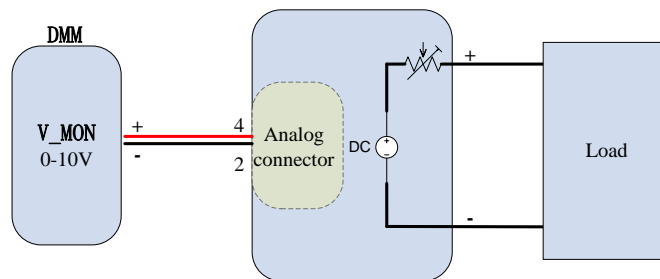 DMM
V_MON
0-10V
+
-
4
2
Analog
connector
DC
+
-
+
-
Load